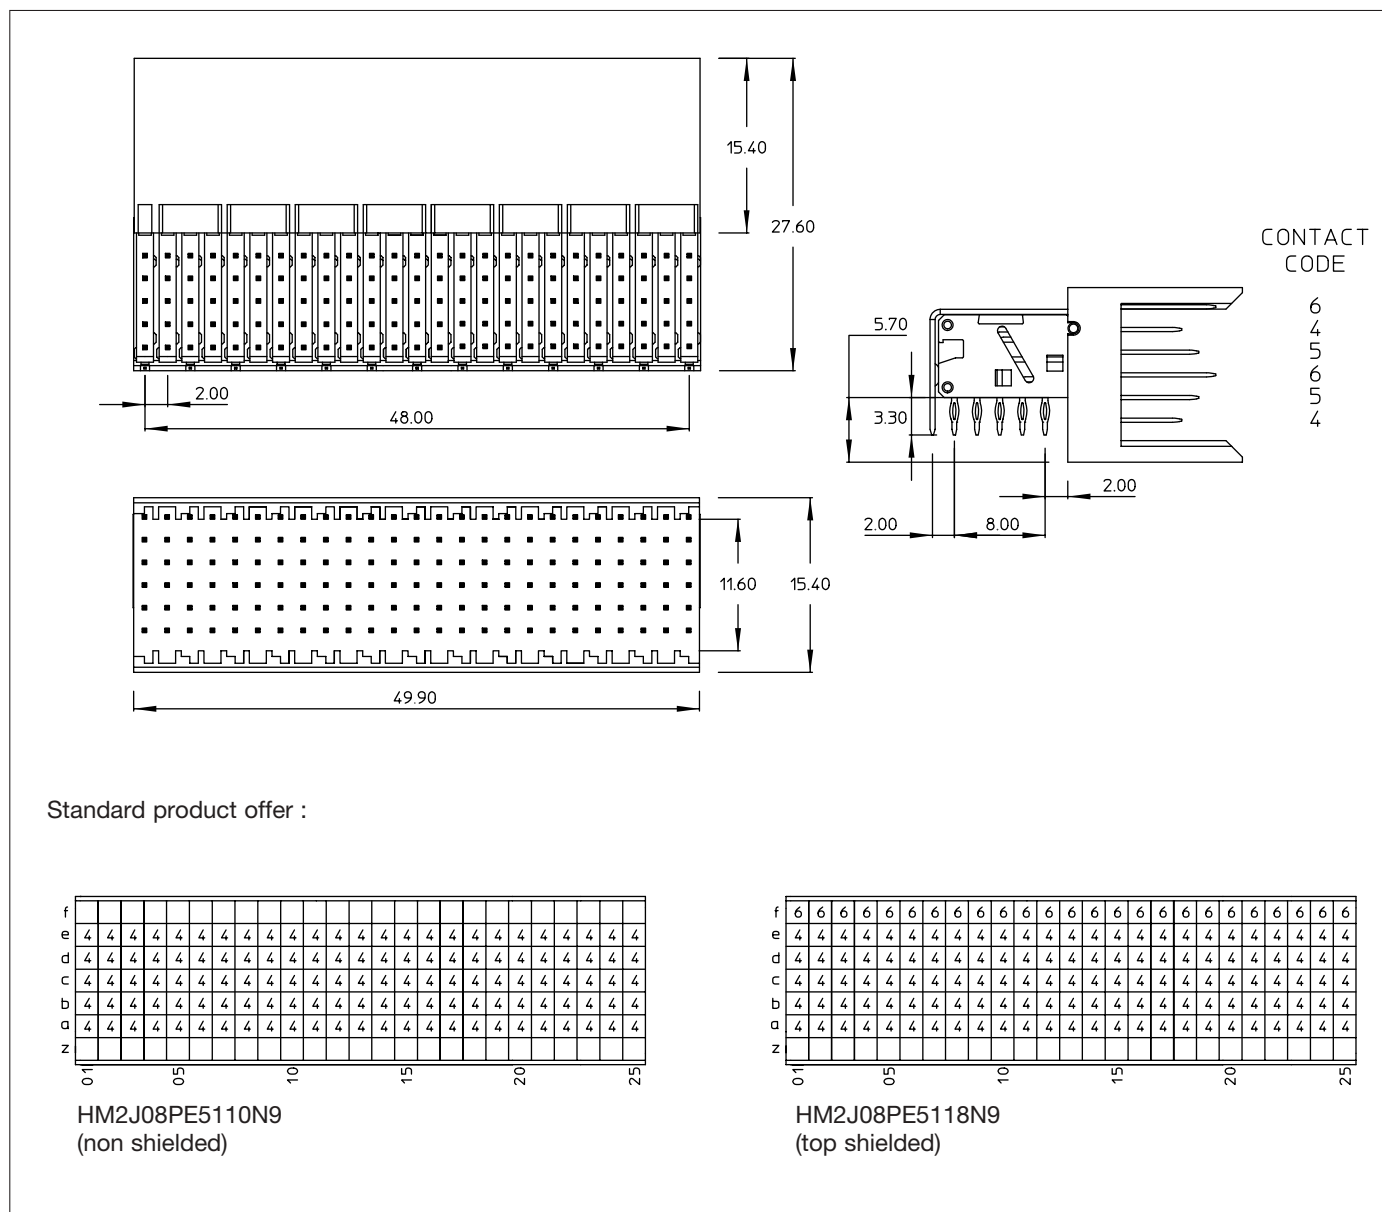 15.40
27.60
2.00
48.00
CONTACT
CODE
6
4
5
6
5
4
5.70
3.30
2.00
2.00
8.00
11.60
15.40
49.90
Standard product offer :
f
e 4 4 4 4 4 4 4 4 4 4 4 4 4 4 4 4 4 4 4 4 4 4 4 4 4
d 4 4 4 4 4 4 4 4 4 4 4 4 4 4 4 4 4 4 4 4 4 4 4 4 4
c 4 4 4 4 4 4 4 4 4 4 4 4 4 4 4 4 4 4 4 4 4 4 4 4 4
b 4 4 4 4 4 4 4 4 4 4 4 4 4 4 4 4 4 4 4 4 4 4 4 4 4
a 4 4 4 4 4 4 4 4 4 4 4 4 4 4 4 4 4 4 4 4 4 4 4 4 4
z
01 05 10 15 20 25
HM2J08PE5110N9
(non shielded)
f 6 6 6 6 6 6 6 6 6 6 6 6 6 6 6 6 6 6 6 6 6 6 6 6 6
e 4 4 4 4 4 4 4 4 4 4 4 4 4 4 4 4 4 4 4 4 4 4 4 4 4
d 4 4 4 4 4 4 4 4 4 4 4 4 4 4 4 4 4 4 4 4 4 4 4 4 4
c 4 4 4 4 4 4 4 4 4 4 4 4 4 4 4 4 4 4 4 4 4 4 4 4 4
b 4 4 4 4 4 4 4 4 4 4 4 4 4 4 4 4 4 4 4 4 4 4 4 4 4
a 4 4 4 4 4 4 4 4 4 4 4 4 4 4 4 4 4 4 4 4 4 4 4 4 4
z
01 05 10 15 20 25
HM2J08PE5118N9
(top shielded)